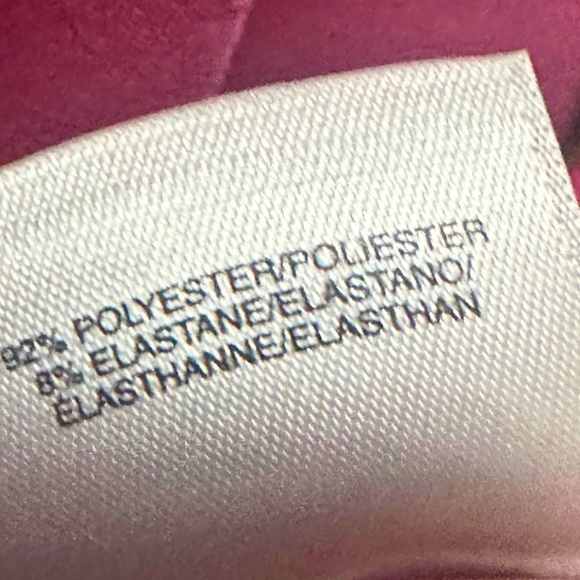 92% POLYESTER/POLIESTER
8% ELASTANE/ELASTANO/
ÉLASTHANNE/ELASTHAN